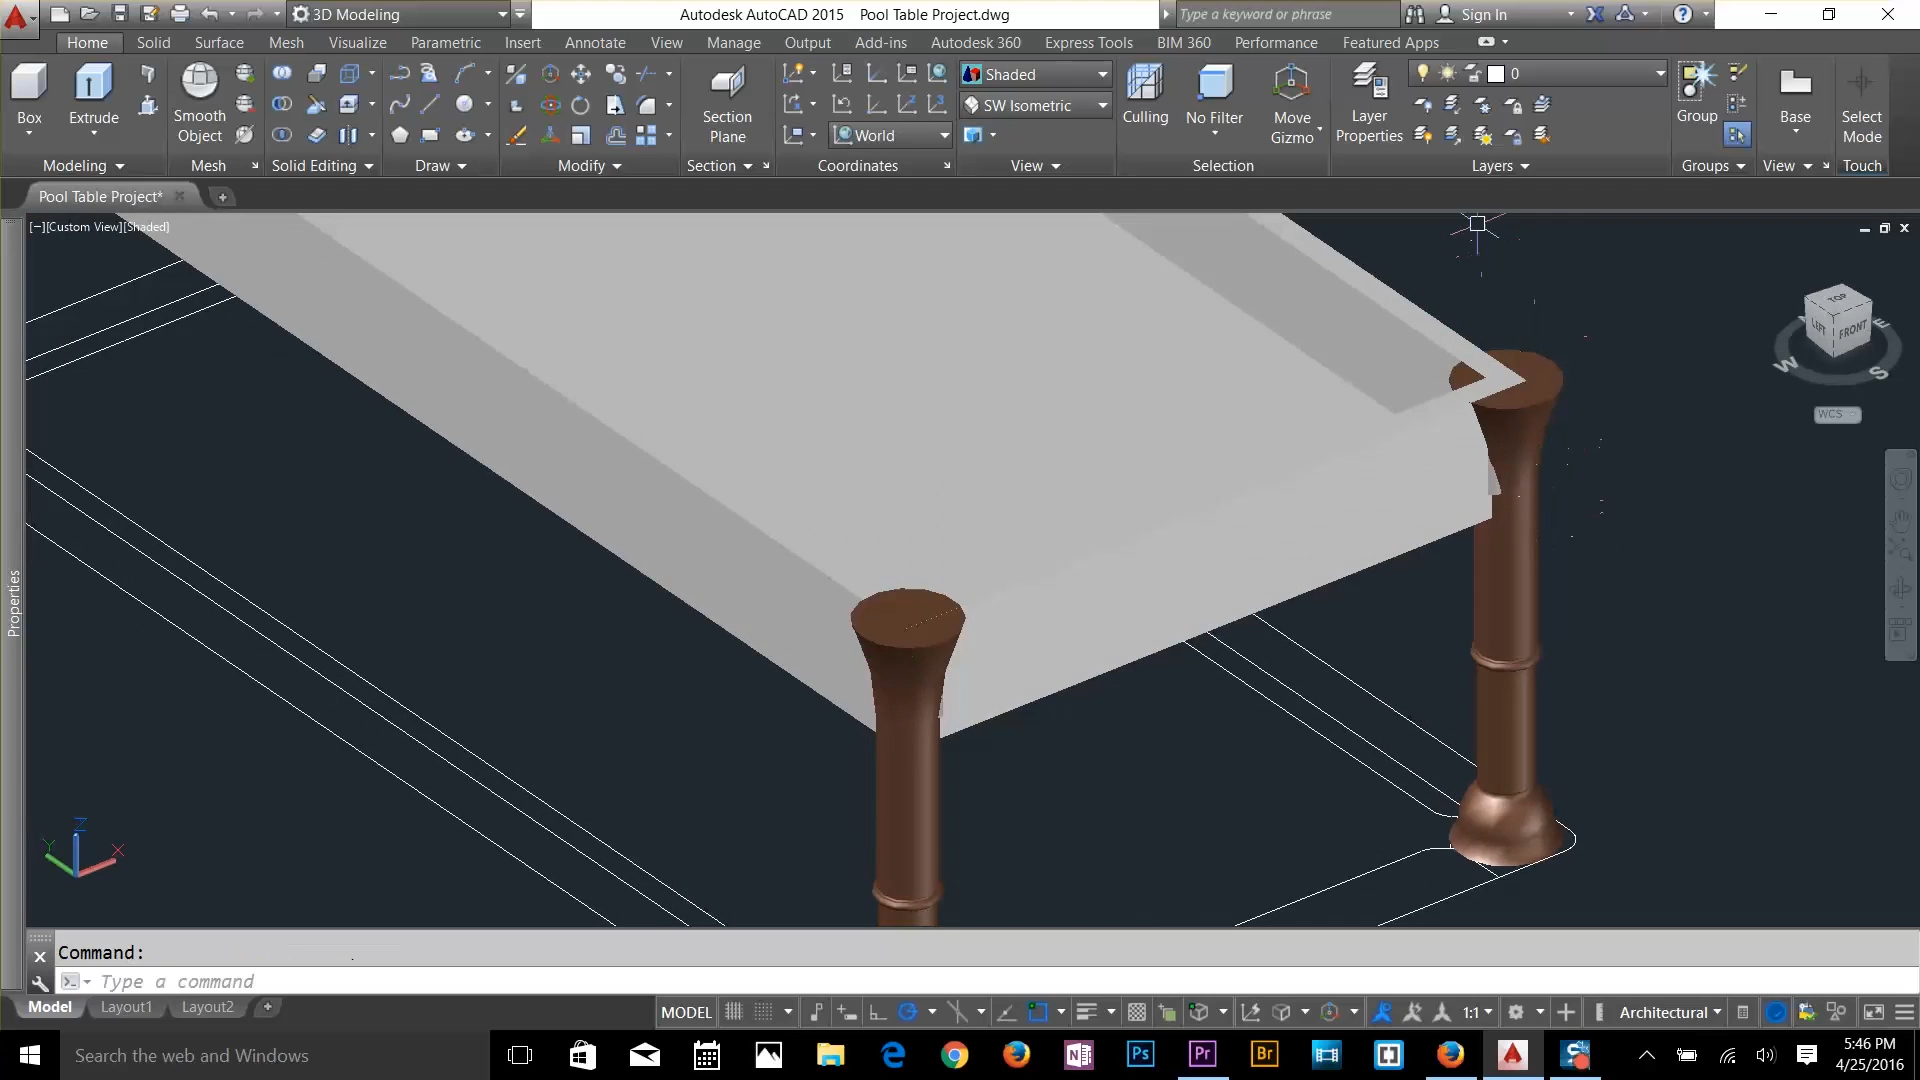 3D Modeling
Autodesk AutoCAD 2015 Pool Table Project.dwg
Type a keyword or phrase
Sign In
Home Solid Surface Mesh Visualize Parametric Insert Annotate View Manage Output Add-ins Autodesk 360 Express Tools BIM 360 Performance Featured Apps
Box
Extrude
Smooth Object
Section Plane
World
Shaded
SW Isometric
Culling
No Filter
Move Gizmo
Layer Properties
0
Group
Base
Select Mode
Modeling Mesh Solid Editing Draw Modify Section Coordinates View Selection Layers Groups View Touch
Pool Table Project*
[−][Custom View][Shaded]
TOP
LEFT FRONT
W S E
WCS
Properties
Z
Y X
Command:
Type a command
Model Layout1 Layout2
MODEL
1:1
Architectural
Search the web and Windows
Ps
Pr
Br
5:46 PM
4/25/2016